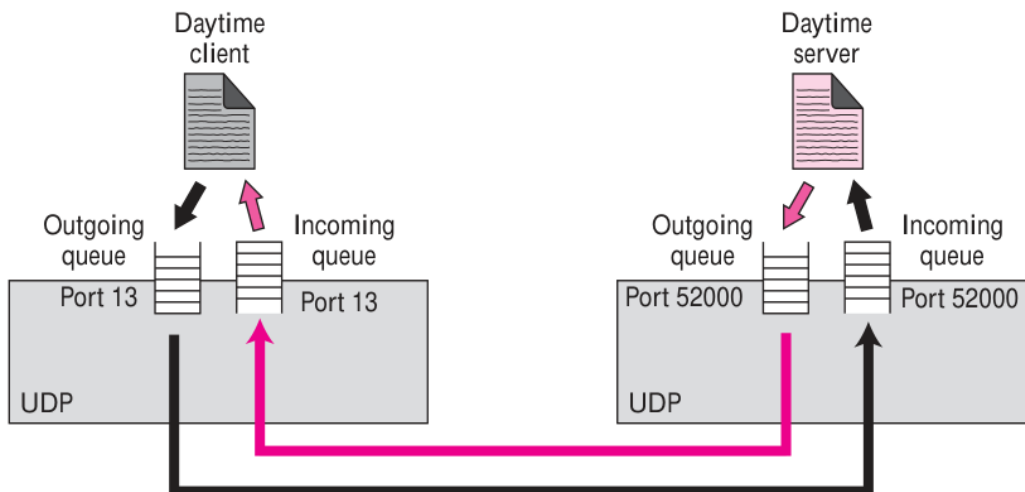 Daytime
client
Daytime
server
Outgoing
queue
Incoming
queue
Outgoing
queue
Incoming
queue
Port 13
Port 13
Port 52000
Port 52000
UDP
UDP